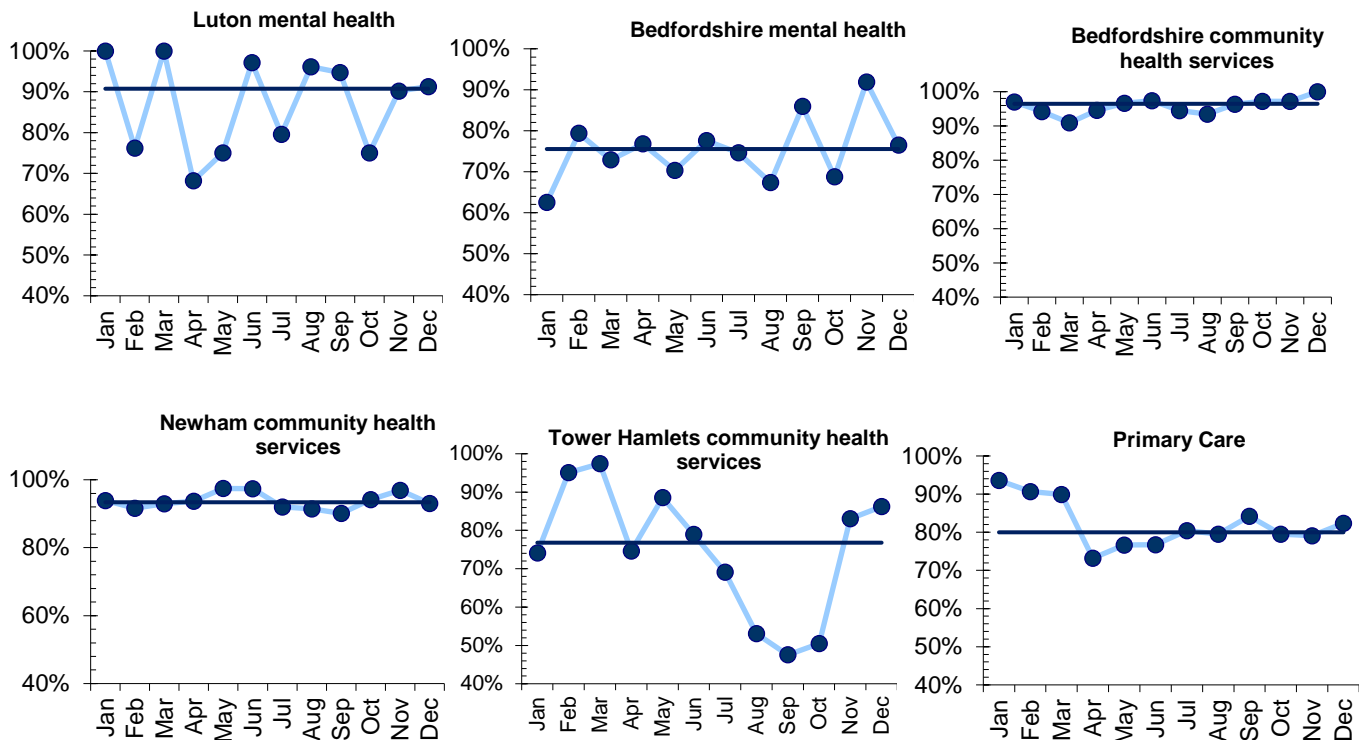 Luton mental health
100%
90%
80%
70%
60%
50%
40%
Jan Feb Mar Apr May Jun Jul Aug Sep Oct Nov Dec
Bedfordshire mental health
100%
90%
80%
70%
60%
50%
40%
Jan Feb Mar Apr May Jun Jul Aug Sep Oct Nov Dec
Bedfordshire community
health services
100%
90%
80%
70%
60%
50%
40%
Jan Feb Mar Apr May Jun Jul Aug Sep Oct Nov Dec
Newham community health
services
100%
80%
60%
40%
Jan Feb Mar Apr May Jun Jul Aug Sep Oct Nov Dec
Tower Hamlets community health
services
100%
90%
80%
70%
60%
50%
40%
Jan Feb Mar Apr May Jun Jul Aug Sep Oct Nov Dec
Primary Care
100%
90%
80%
70%
60%
50%
40%
Jan Feb Mar Apr May Jun Jul Aug Sep Oct Nov Dec